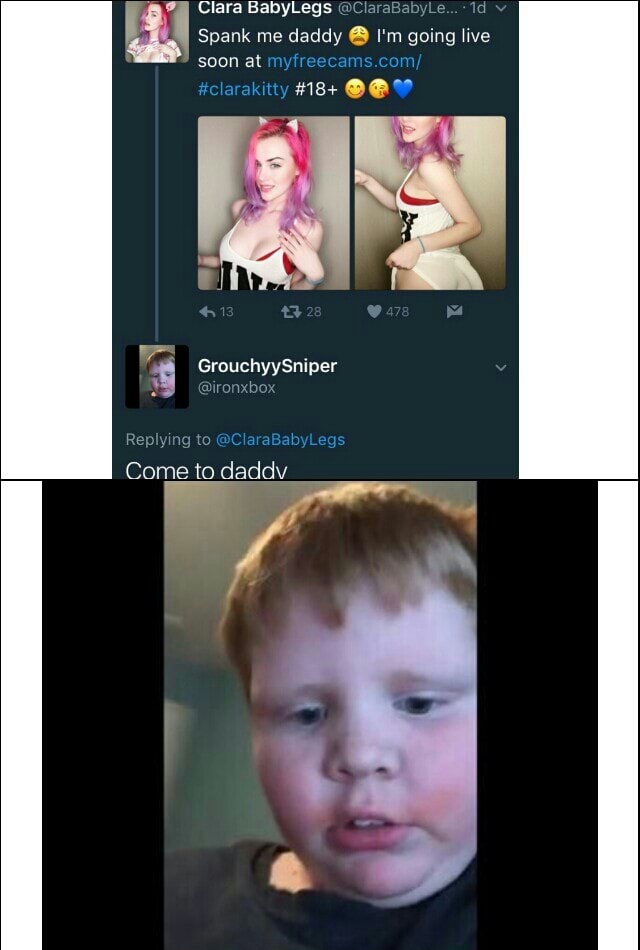 Clara BabyLegs @ClaraBabyLe... · 1d
Spank me daddy 😩 I'm going live
soon at myfreecams.com/
#clarakitty #18+ 😋😘💙
13 28 478
GrouchyySniper
@ironxbox
Replying to @ClaraBabyLegs
Come to daddy